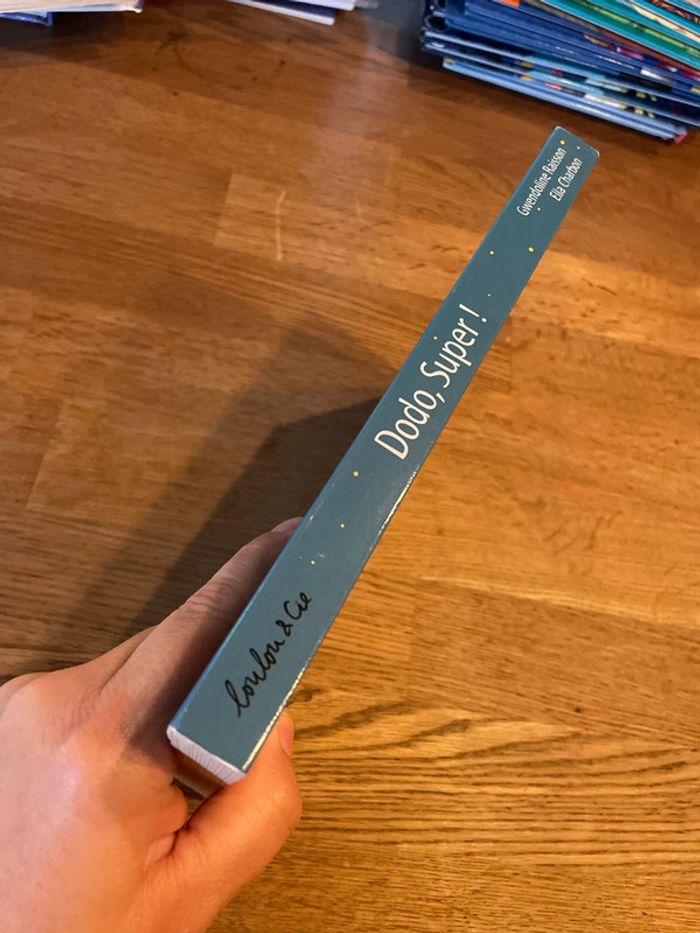 loulou & Cie
Dodo, Super !
Gwendoline Raisson
Ella Charbon